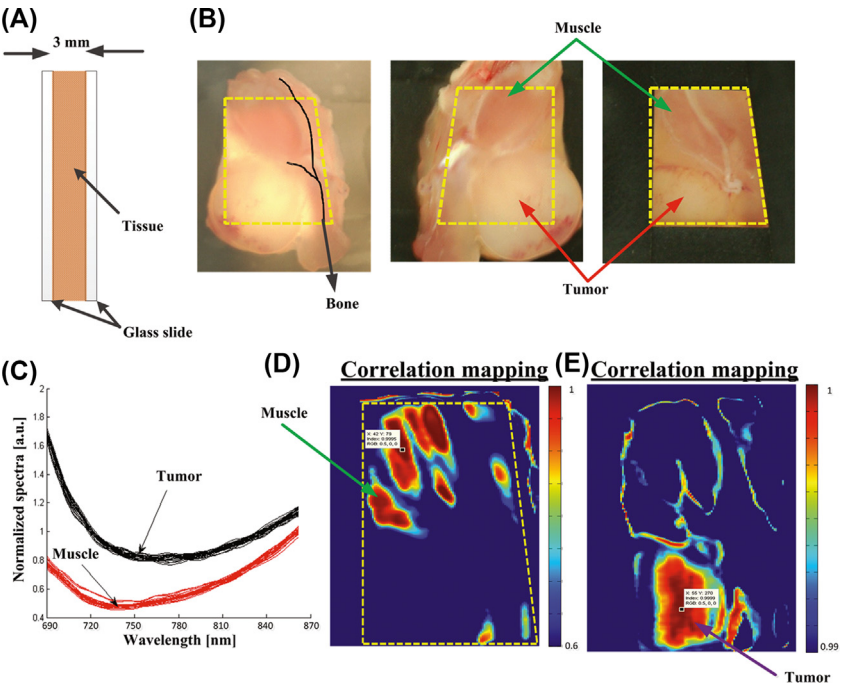 (A)
3 mm
Tissue
Glass slide
(B)
Muscle
Bone
Tumor
(C)
2
1.8
1.6
1.4
1.2
1
0.8
0.6
0.4
Normalized spectra [a.u.]
Tumor
Muscle
690 720 750 780 810 840 870
Wavelength [nm]
(D)
Correlation mapping
Muscle
X: 42 Y: 79
Index: 0.9995
RGB: 0.5, 0, 0
1
0.6
(E)
Correlation mapping
X: 55 Y: 270
Index: 0.9999
RGB: 0.5, 0, 0
1
0.99
Tumor